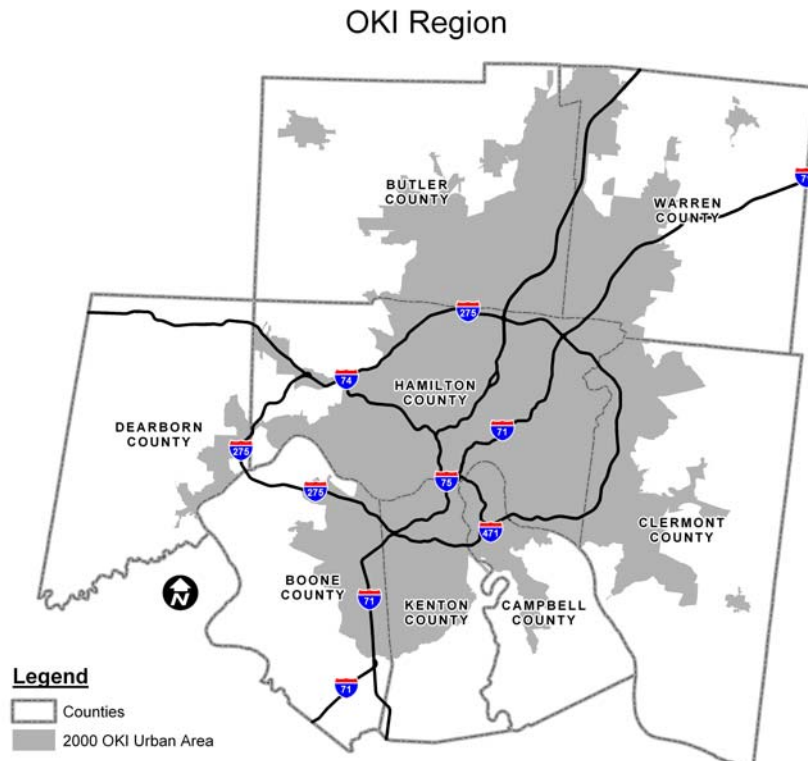 OKI Region
BUTLER
COUNTY
WARREN
COUNTY
71
275
74
HAMILTON
COUNTY
71
DEARBORN
COUNTY
275
275
75
471
CLERMONT
COUNTY
BOONE
COUNTY
71
KENTON
COUNTY
CAMPBELL
COUNTY
N
71
Legend
Counties
2000 OKI Urban Area